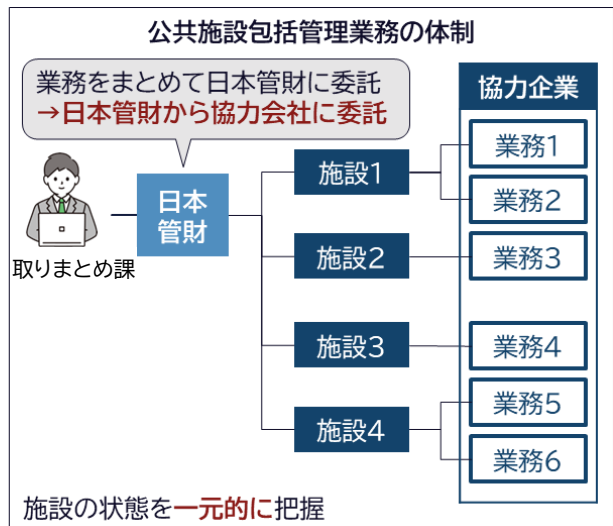 公共施設包括管理業務の体制
業務をまとめて日本管財に委託
→日本管財から協力会社に委託
取りまとめ課
日本
管財
施設1
施設2
施設3
施設4
協力企業
業務1
業務2
業務3
業務4
業務5
業務6
施設の状態を一元的に把握